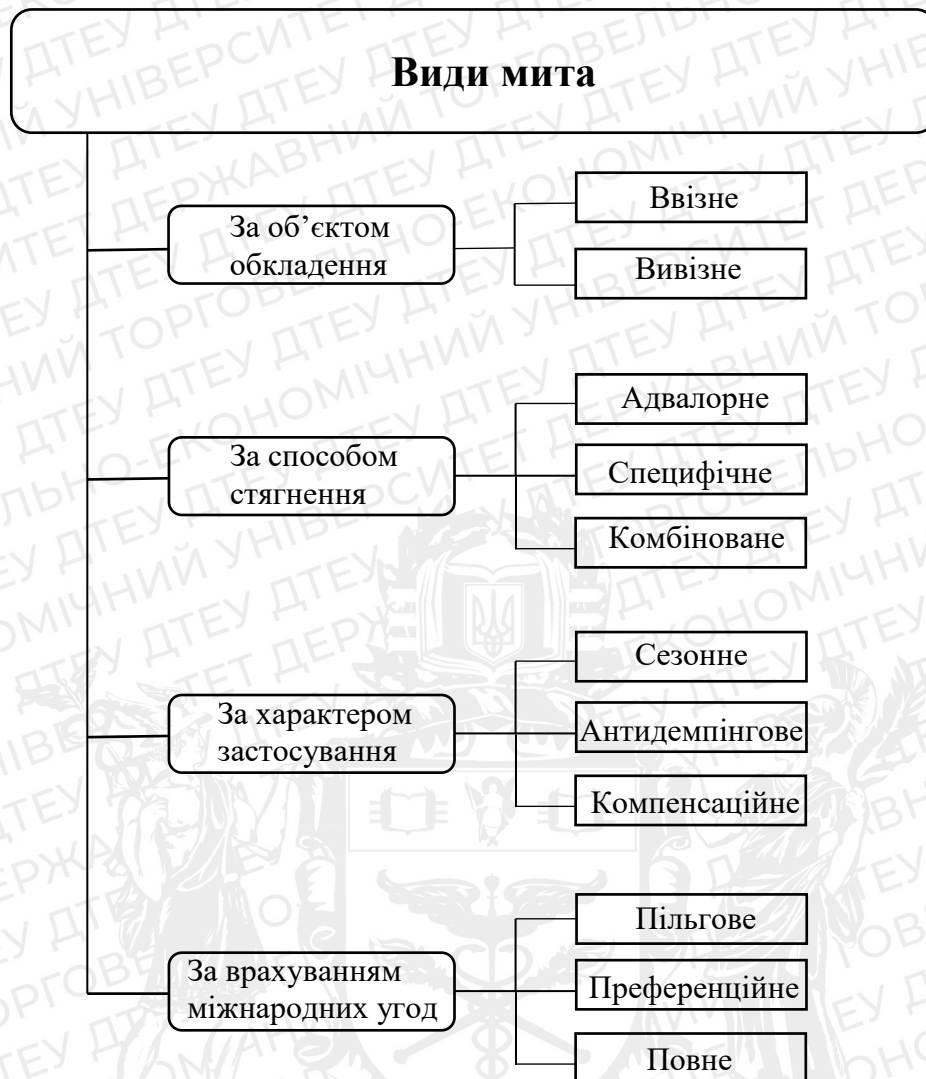 Види мита
За об’єктом
обкладення
Ввізне
Вивізне
За способом
стягнення
Адвалорне
Специфічне
Комбіноване
За характером
застосування
Сезонне
Антидемпінгове
Компенсаційне
За врахуванням
міжнародних угод
Пільгове
Преференційне
Повне